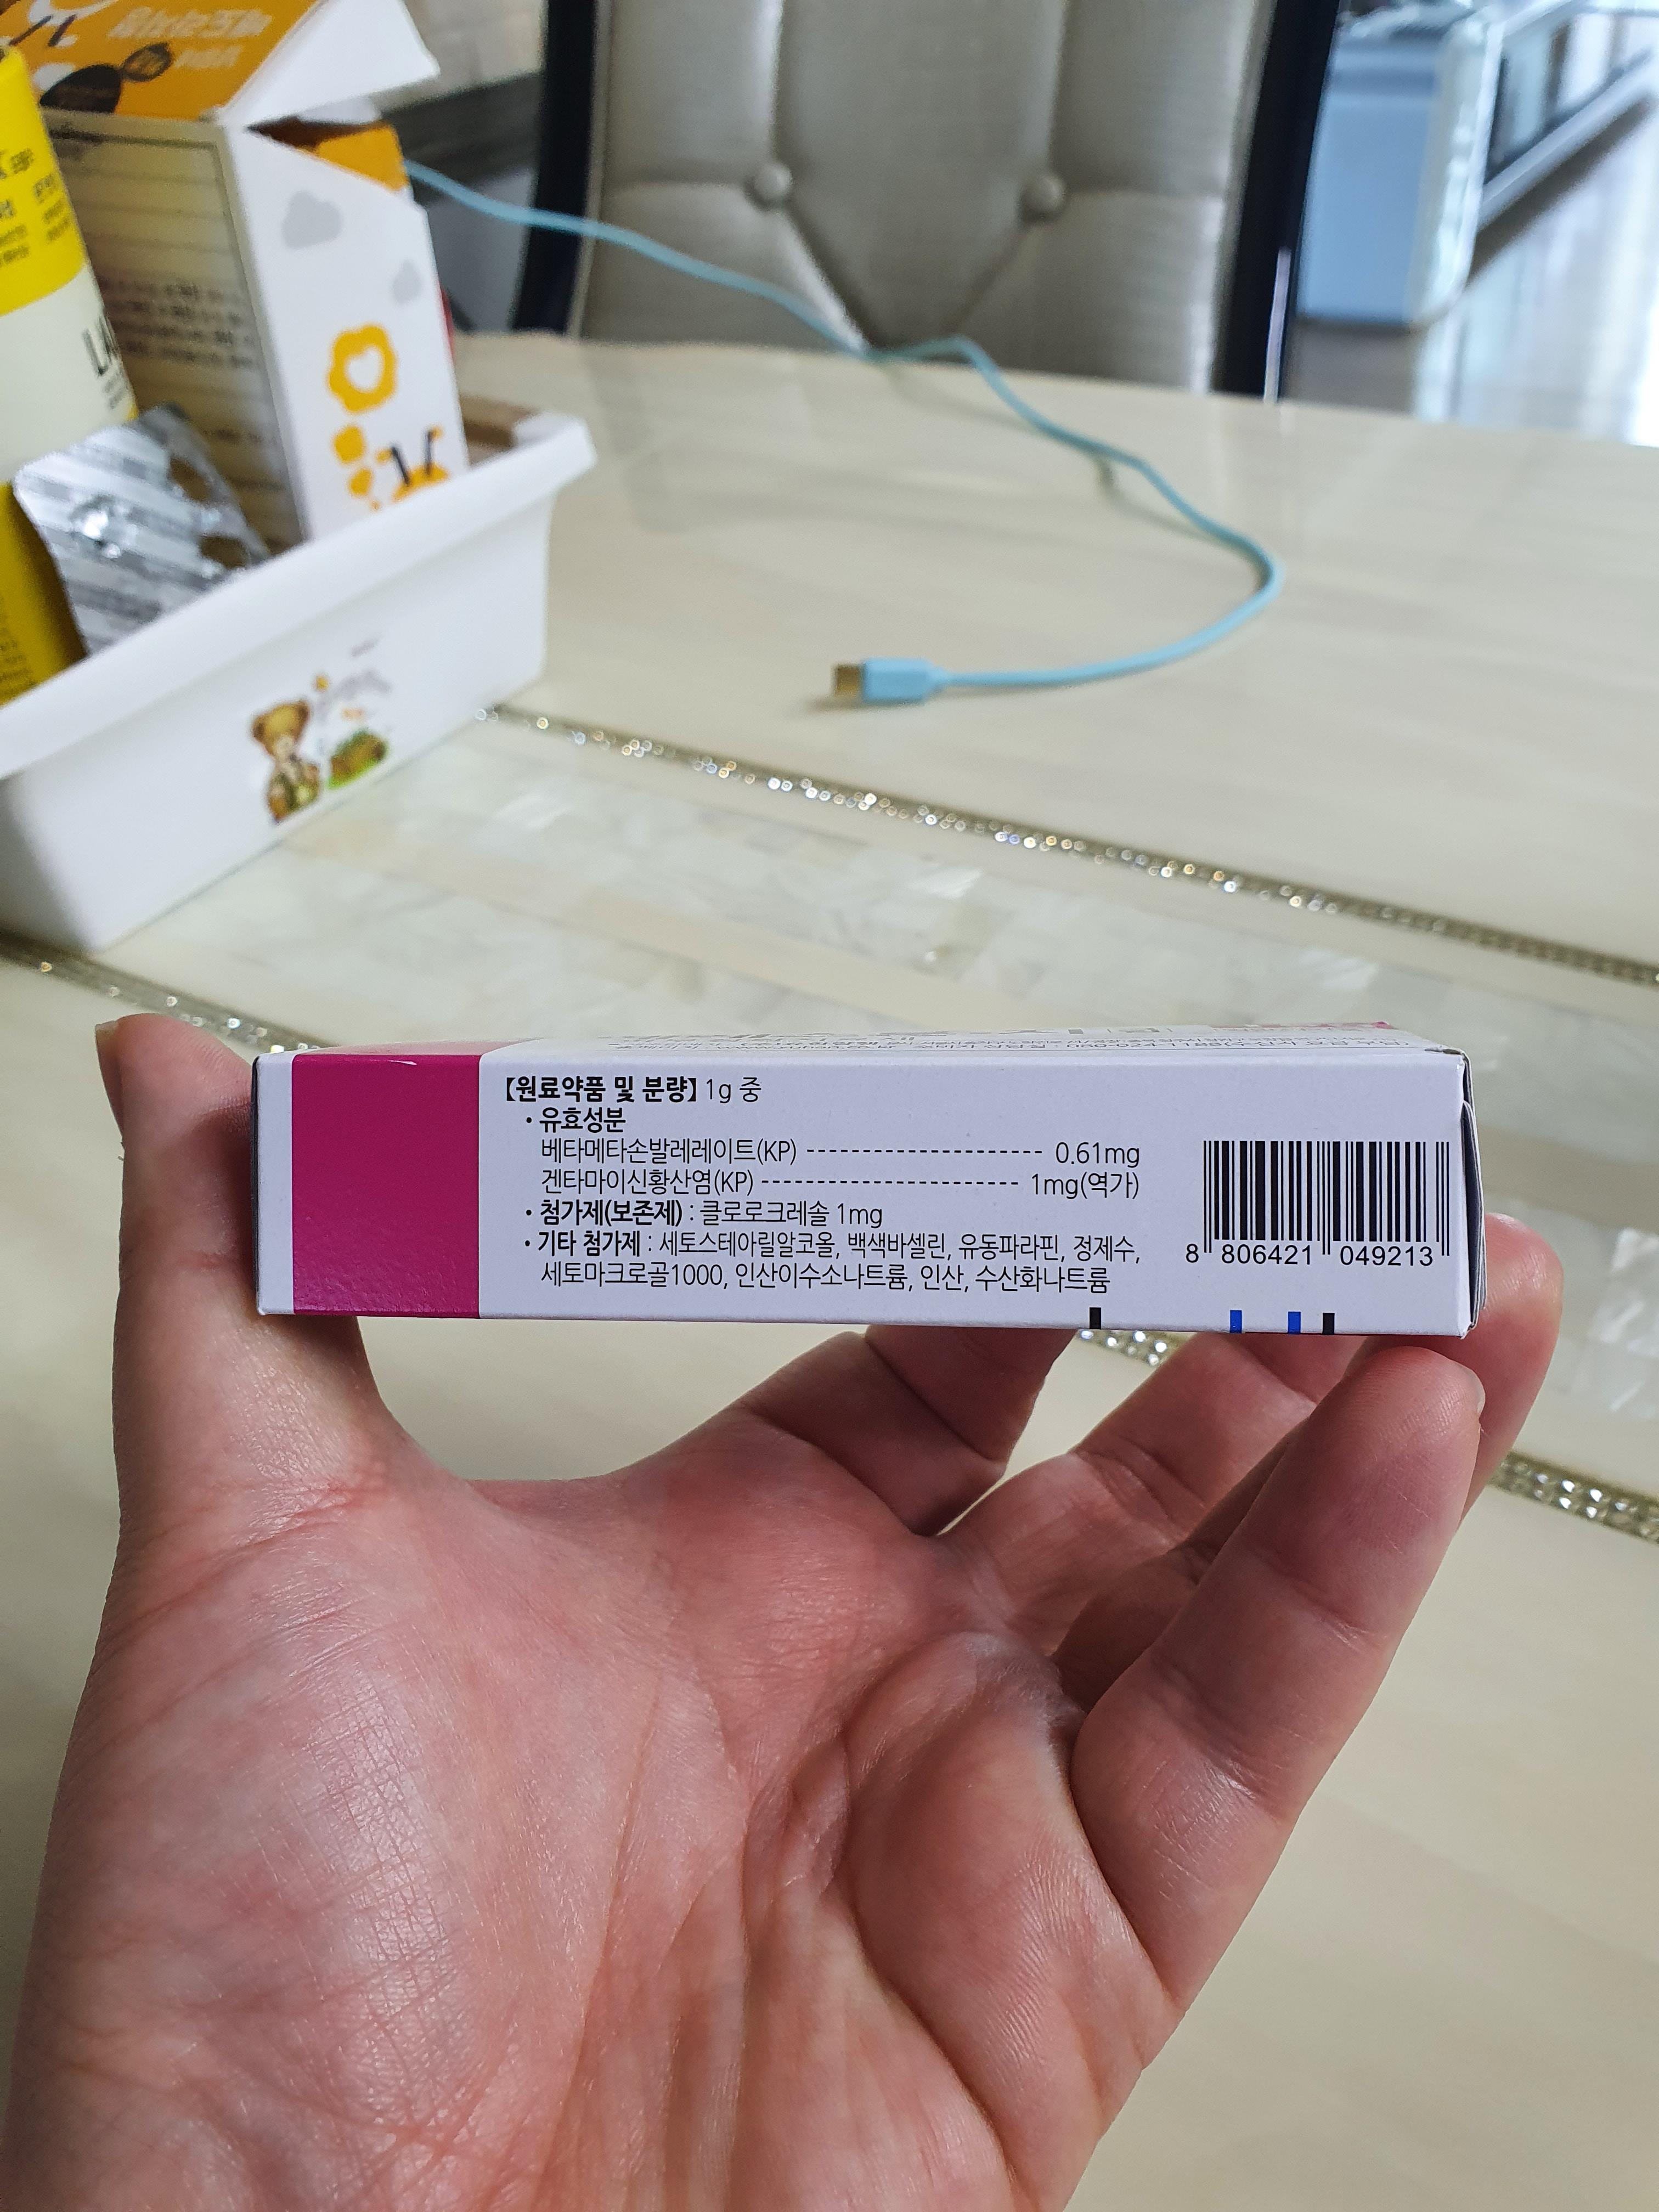 【원료약품 및 분량】 1g 중
• 유효성분
베타메타손발레레이트(KP) ---------------------- 0.61mg
겐타마이신황산염(KP) ------------------------ 1mg(역가)
• 첨가제(보존제) : 클로로크레솔 1mg
• 기타 첨가제 : 세토스테아릴알코올, 백색바셀린, 유동파라핀, 정제수,
세토마크로골1000, 인산이수소나트륨, 인산, 수산화나트륨
8 806421 049213